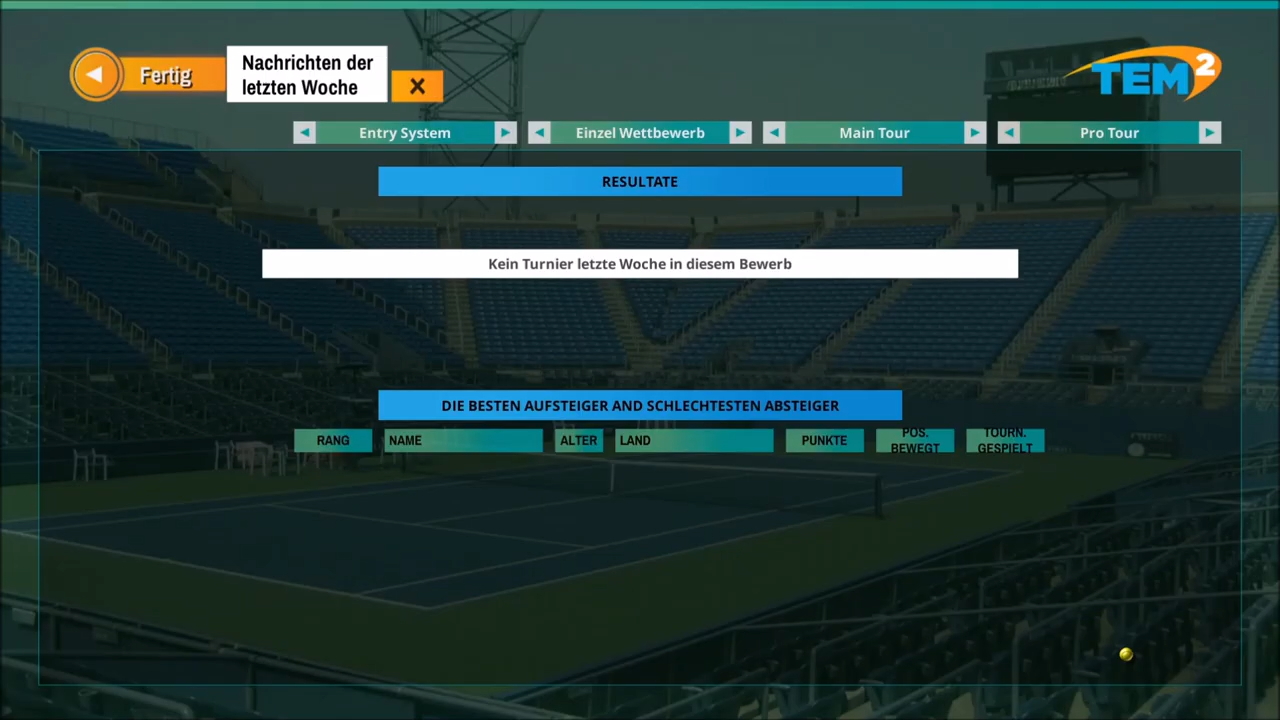 Fertig
Nachrichten der
letzten Woche
TEM2
Entry System
Einzel Wettbewerb
Main Tour
Pro Tour
RESULTATE
Kein Turnier letzte Woche in diesem Bewerb
DIE BESTEN AUFSTEIGER AND SCHLECHTESTEN ABSTEIGER
RANG
NAME
ALTER
LAND
PUNKTE
POS.
BEWEGT
TOURN.
GESPIELT